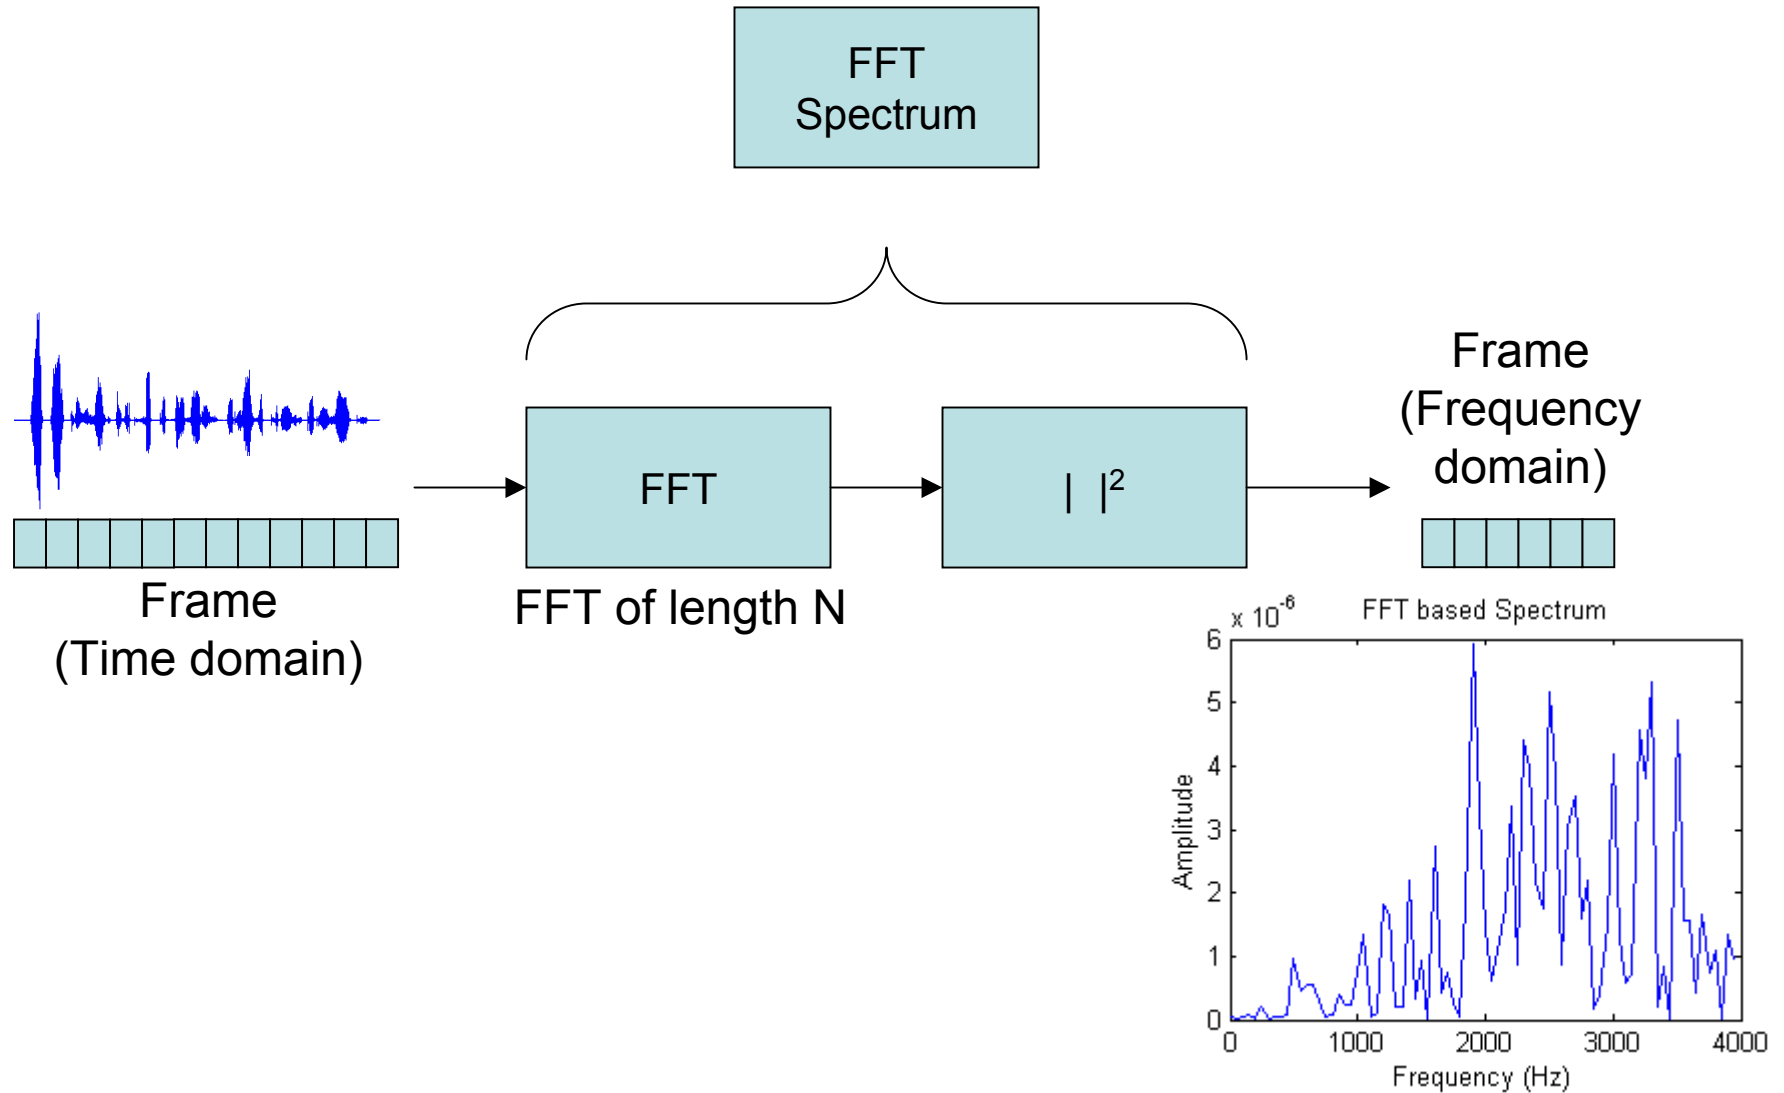 FFT
Spectrum
Frame
(Time domain)
FFT
FFT of length N
| |²
Frame
(Frequency
domain)
x 10⁻⁶
FFT based Spectrum
6
5
4
3
2
1
0
Amplitude
0 1000 2000 3000 4000
Frequency (Hz)